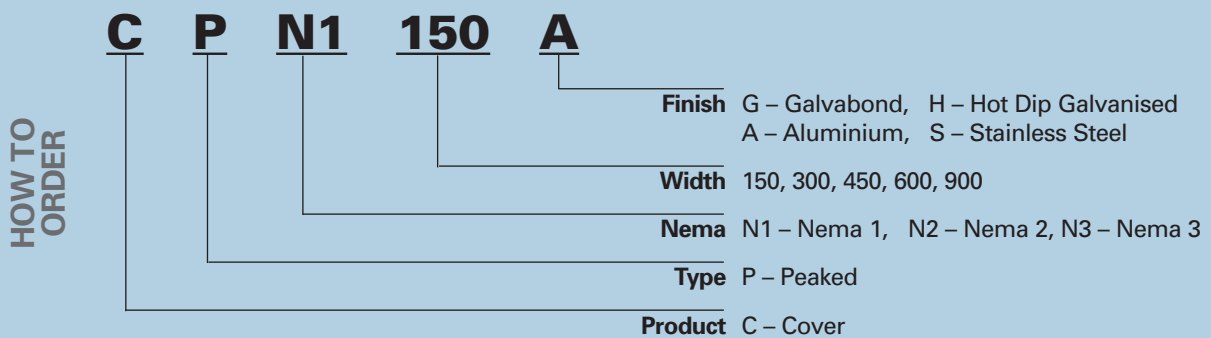 C P N1 150 A
HOW TO
ORDER
Finish G – Galvabond, H – Hot Dip Galvanised
A – Aluminium, S – Stainless Steel
Width 150, 300, 450, 600, 900
Nema N1 – Nema 1, N2 – Nema 2, N3 – Nema 3
Type P – Peaked
Product C – Cover